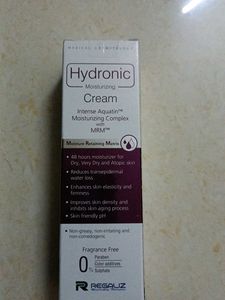 MEDICAL COSMETOLOGY
Hydronic
Moisturizing
Cream
Intense Aquatin™
Moisturizing Complex
with
MRM™
Moisture Retaining Matrix
• 48 hours moisturizer for
Dry, Very Dry and Atopic skin
• Reduces transepidermal
water loss
• Enhances skin elasticity and
firmness
• Improves skin density and
inhibits skin aging process
• Skin friendly pH
• Non-greasy, non-irritating and
non-comedogenic
Fragrance Free
0%
Paraben
Color additives
Sulphate
REGALIZ